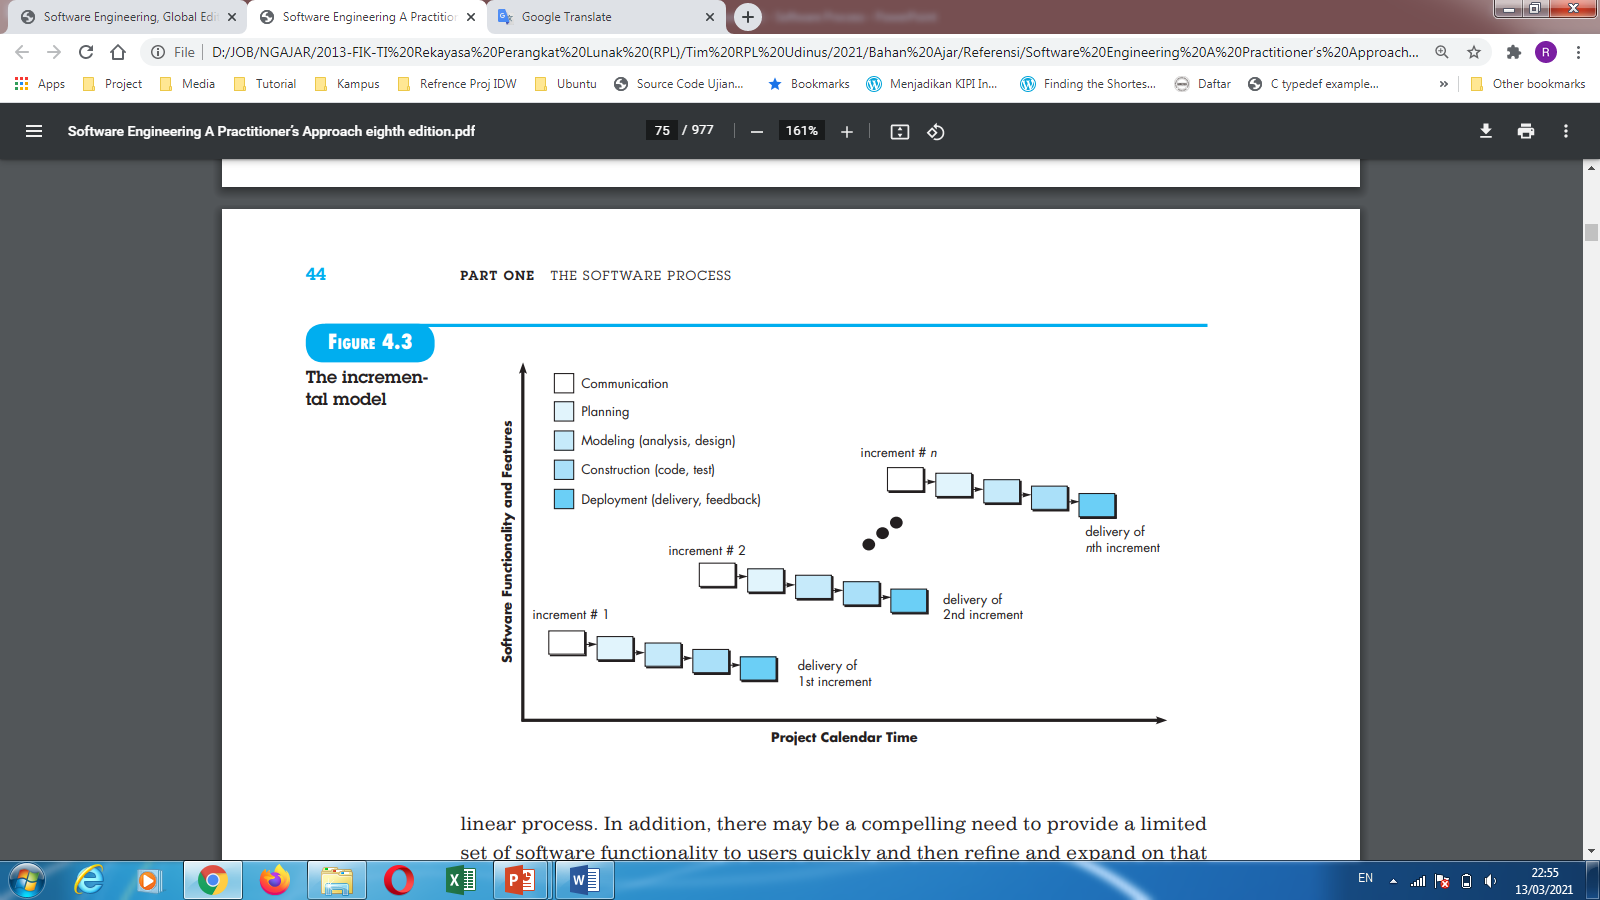 Software Engineering, Global Edi
Software Engineering A Practition
Google Translate
File
D:/JOB/NGAJAR/2013-FIK-TI%20Rekayasa%20Perangkat%20Lunak%20(RPL)/Tim%20RPL%20Udinus/2021/Bahan%20Ajar/Referensi/Software%20Engineering%20A%20Practitioner's%20Approach...
R
Apps
Project
Media
Tutorial
Kampus
Refrence Proj IDW
Ubuntu
Source Code Ujian...
Bookmarks
Menjadikan KIPI In...
Finding the Shortes...
Daftar
C typedef example...
»
Other bookmarks
Software Engineering A Practitioner's Approach eighth edition.pdf
75 / 977
161%
44
PART ONE THE SOFTWARE PROCESS
FIGURE 4.3
The incremen-
tal model
Software Functionality and Features
Communication
Planning
Modeling (analysis, design)
Construction (code, test)
Deployment (delivery, feedback)
increment # n
delivery of
nth increment
increment # 2
delivery of
2nd increment
increment # 1
delivery of
1st increment
Project Calendar Time
linear process. In addition, there may be a compelling need to provide a limited
set of software functionality to users quickly and then refine and expand on that
EN
22:55
13/03/2021